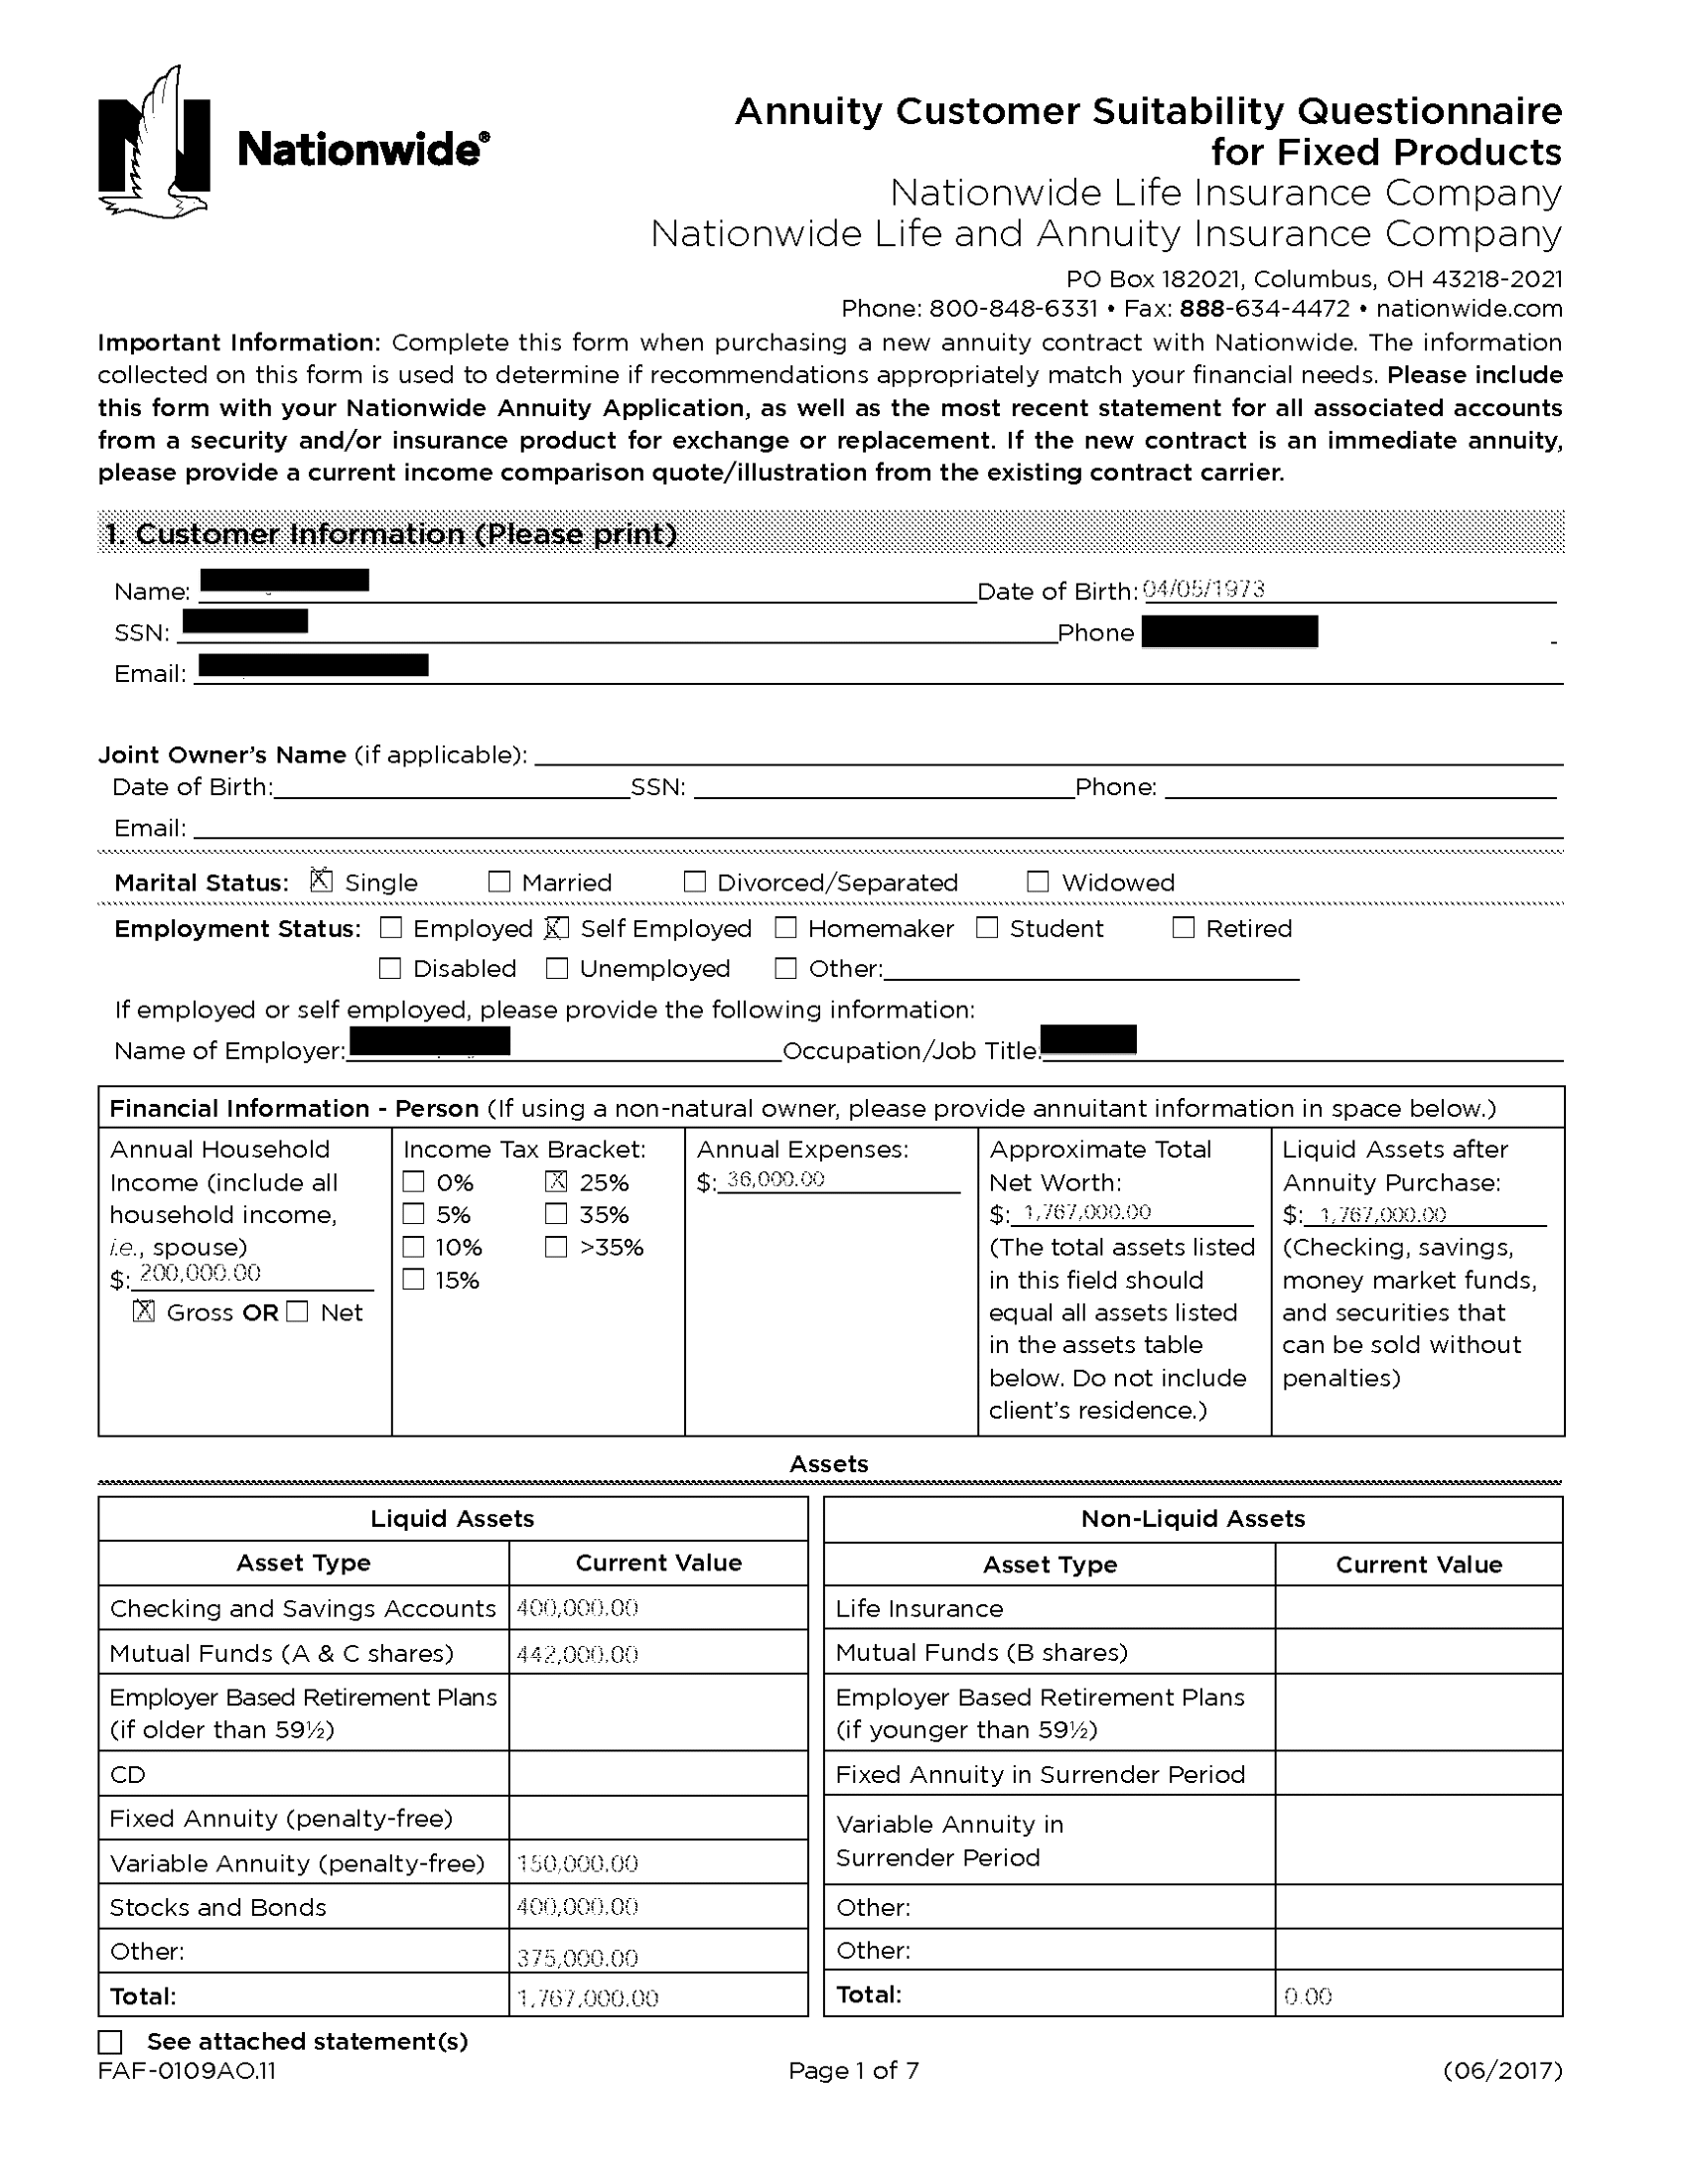 Nationwide®
Annuity Customer Suitability Questionnaire
for Fixed Products
Nationwide Life Insurance Company
Nationwide Life and Annuity Insurance Company
PO Box 182021, Columbus, OH 43218-2021
Phone: 800-848-6331 • Fax: 888-634-4472 • nationwide.com
Important Information: Complete this form when purchasing a new annuity contract with Nationwide. The information
collected on this form is used to determine if recommendations appropriately match your financial needs. Please include
this form with your Nationwide Annuity Application, as well as the most recent statement for all associated accounts
from a security and/or insurance product for exchange or replacement. If the new contract is an immediate annuity,
please provide a current income comparison quote/illustration from the existing contract carrier.
1. Customer Information (Please print)
Name: Date of Birth: 04/05/1973
SSN: Phone
Email:
Joint Owner's Name (if applicable):
Date of Birth: SSN: Phone:
Email:
Marital Status: X Single Married Divorced/Separated Widowed
Employment Status: Employed X Self Employed Homemaker Student Retired
Disabled Unemployed Other:
If employed or self employed, please provide the following information:
Name of Employer: Occupation/Job Title:
Financial Information - Person (If using a non-natural owner, please provide annuitant information in space below.)
Annual Household
Income (include all
household income,
i.e., spouse)
$: 200,000.00
X Gross OR Net
Income Tax Bracket:
0% X 25%
5% 35%
10% >35%
15%
Annual Expenses:
$: 36,000.00
Approximate Total
Net Worth:
$: 1,767,000.00
(The total assets listed
in this field should
equal all assets listed
in the assets table
below. Do not include
client's residence.)
Liquid Assets after
Annuity Purchase:
$: 1,767,000.00
(Checking, savings,
money market funds,
and securities that
can be sold without
penalties)
Assets
Liquid Assets
Asset Type Current Value
Checking and Savings Accounts 400,000.00
Mutual Funds (A & C shares) 442,000.00
Employer Based Retirement Plans
(if older than 59½)
CD
Fixed Annuity (penalty-free)
Variable Annuity (penalty-free) 150,000.00
Stocks and Bonds 400,000.00
Other: 375,000.00
Total: 1,767,000.00
Non-Liquid Assets
Asset Type Current Value
Life Insurance
Mutual Funds (B shares)
Employer Based Retirement Plans
(if younger than 59½)
Fixed Annuity in Surrender Period
Variable Annuity in
Surrender Period
Other:
Other:
Total: 0.00
See attached statement(s)
FAF-0109AO.11 Page 1 of 7 (06/2017)